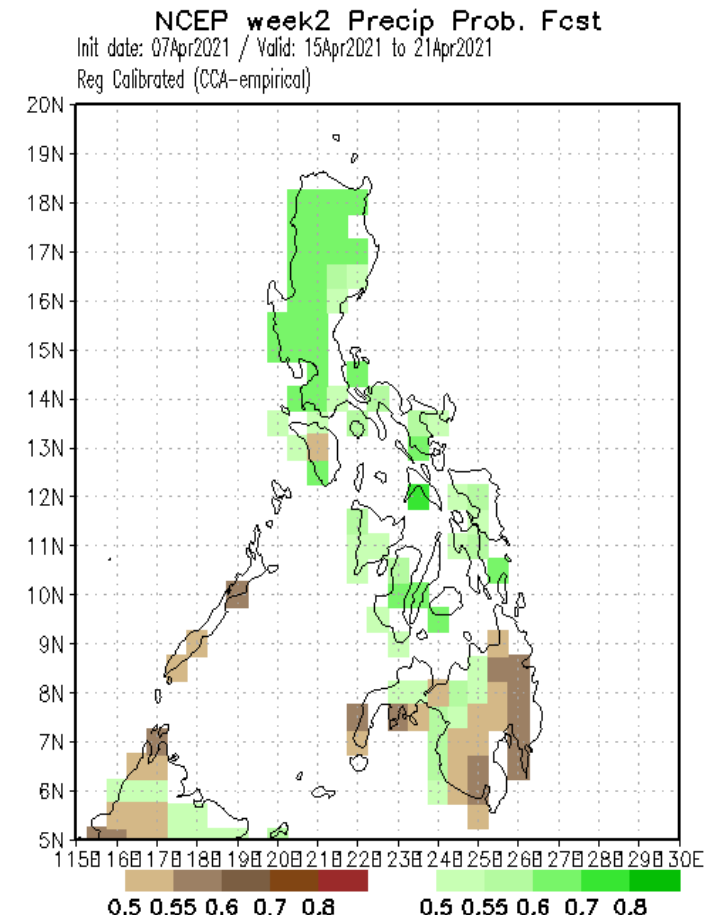 NCEP week2 Precip Prob. Fcst
Init date: 07Apr2021 / Valid: 15Apr2021 to 21Apr2021
Reg Calibrated (CCA-empirical)
20N
19N
18N
17N
16N
15N
14N
13N
12N
11N
10N
9N
8N
7N
6N
5N
115E 116E 117E 118E 119E 120E 121E 122E 123E 124E 125E 126E 127E 128E 129E 130E
0.5 0.55 0.6 0.7 0.8 0.5 0.55 0.6 0.7 0.8